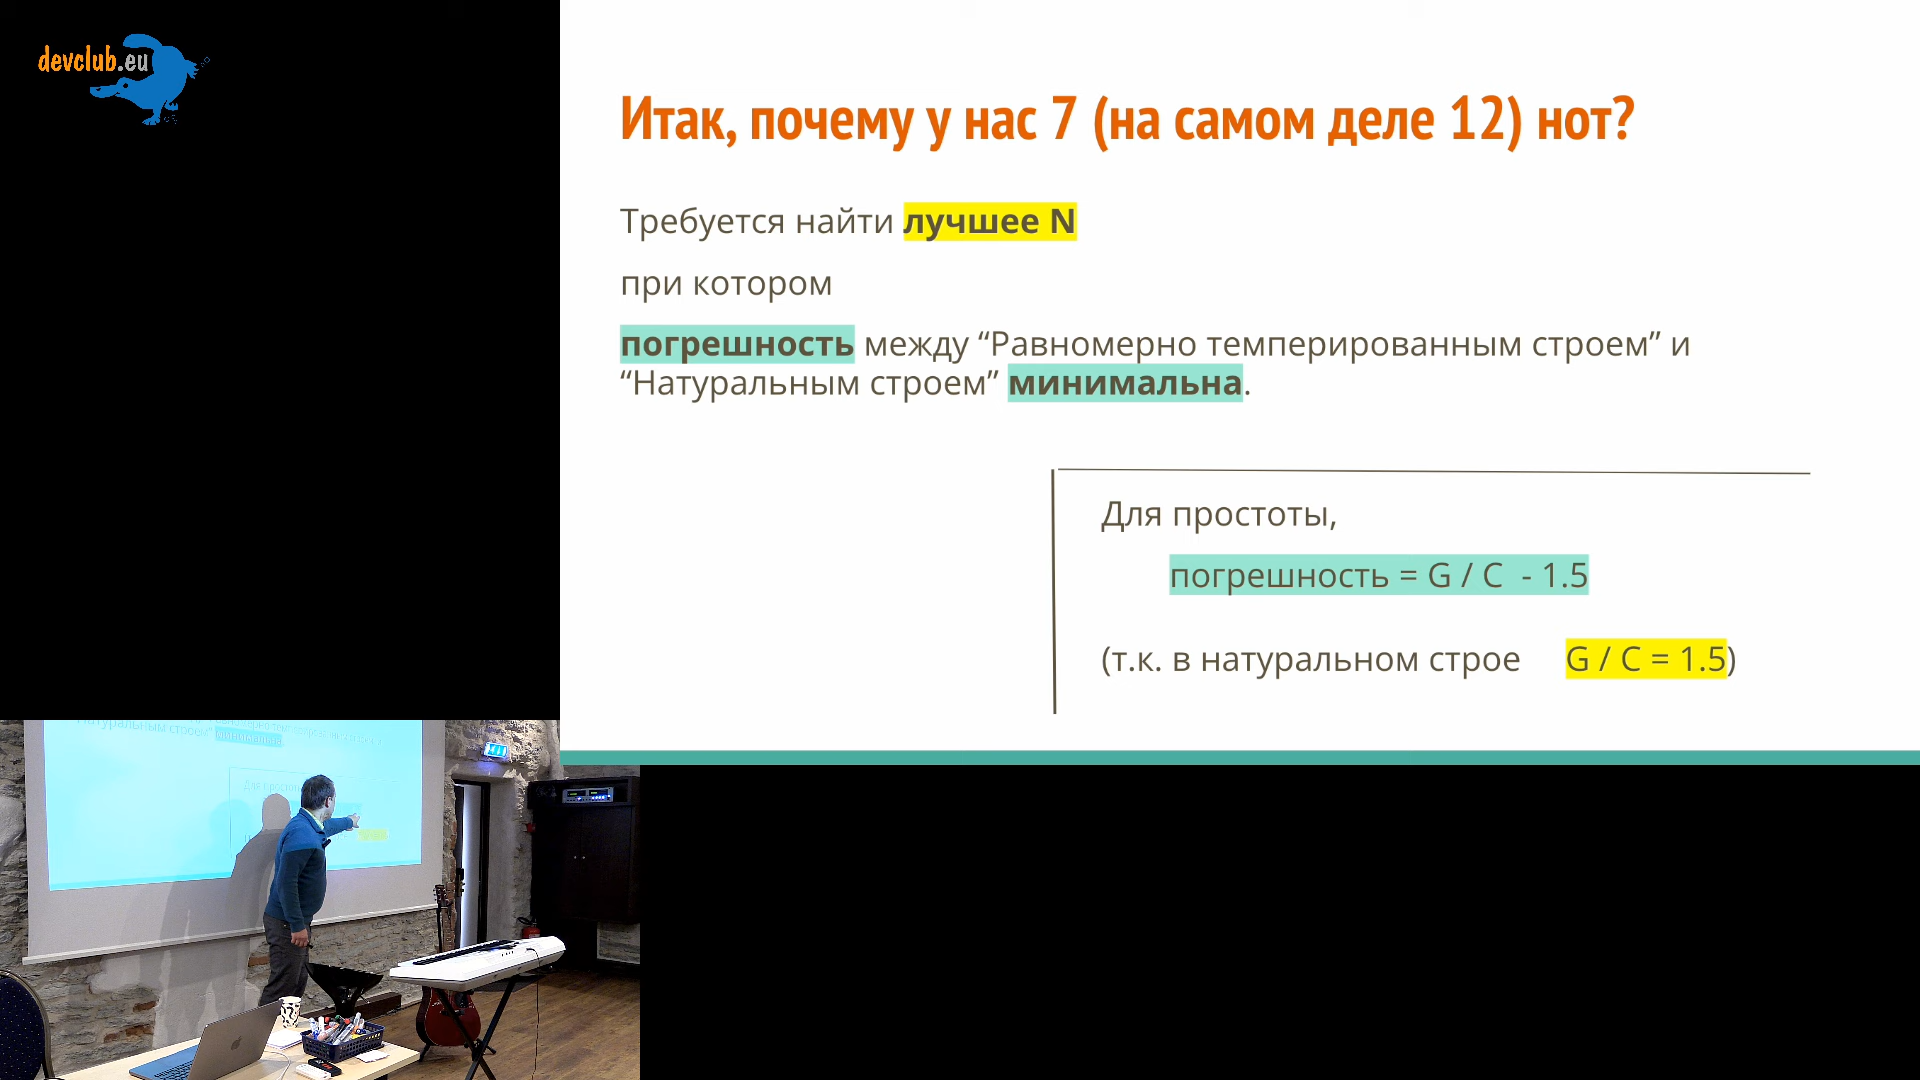 devclub.eu
Итак, почему у нас 7 (на самом деле 12) нот?
Требуется найти лучшее N
при котором
погрешность между “Равномерно темперированным строем” и
“Натуральным строем” минимальна.
Для простоты,
погрешность = G / C - 1.5
(т.к. в натуральном строе G / C = 1.5)